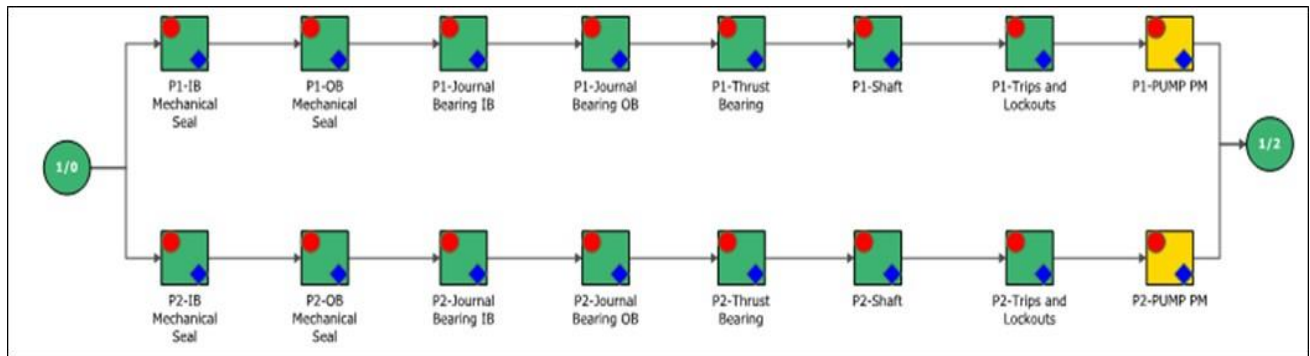 P1-IB
Mechanical
Seal
P1-OB
Mechanical
Seal
P1-Journal
Bearing IB
P1-Journal
Bearing OB
P1-Thrust
Bearing
P1-Shaft
P1-Trips and
Lockouts
P1-PUMP PM
1/0
1/2
P2-IB
Mechanical
Seal
P2-OB
Mechanical
Seal
P2-Journal
Bearing IB
P2-Journal
Bearing OB
P2-Thrust
Bearing
P2-Shaft
P2-Trips and
Lockouts
P2-PUMP PM